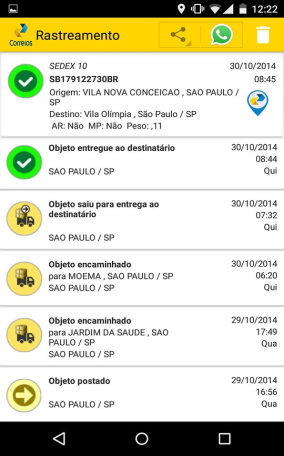 12:22
Correios
Rastreamento
SEDEX 10
30/10/2014
SB179122730BR
08:45
Origem: VILA NOVA CONCEICAO , SAO PAULO /
SP
Destino: Vila Olímpia , São Paulo / SP
AR: Não MP: Não Peso: ,11
Objeto entregue ao destinatário
30/10/2014
08:44
SAO PAULO / SP
Qui
Objeto saiu para entrega ao
destinatário
30/10/2014
07:32
SAO PAULO / SP
Qui
Objeto encaminhado
30/10/2014
para MOEMA , SAO PAULO / SP
06:20
SAO PAULO / SP
Qui
Objeto encaminhado
29/10/2014
para JARDIM DA SAUDE , SAO
PAULO / SP
17:49
SAO PAULO / SP
Qua
Objeto postado
29/10/2014
16:56
SAO PAULO / SP
Qua